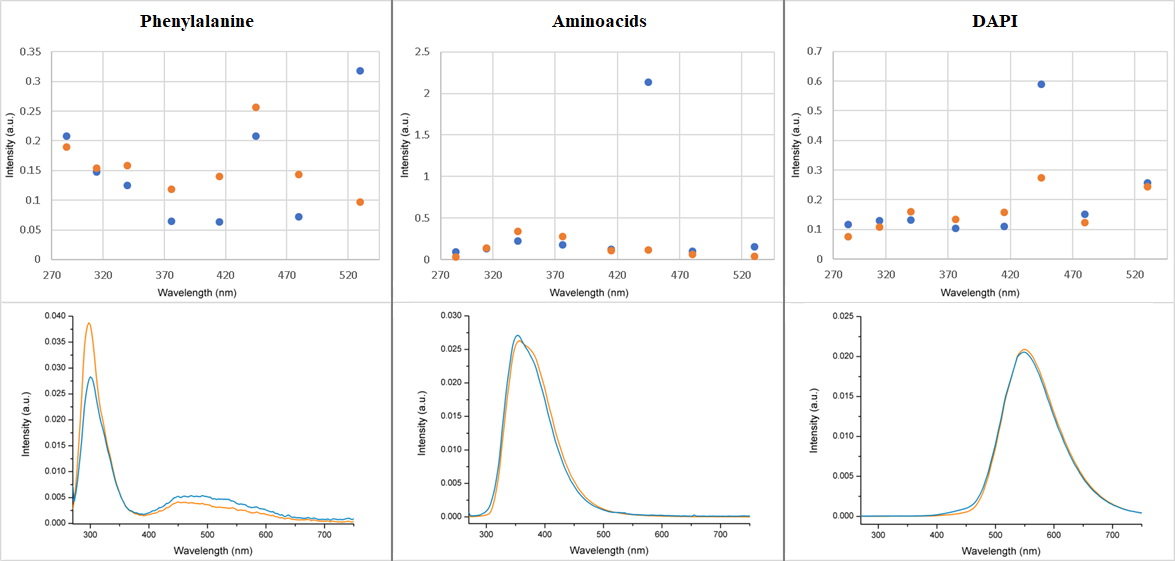 Phenylalanine
0.35
0.3
0.25
0.2
0.15
0.1
0.05
0
Intensity (a.u.)
270 320 370 420 470 520
Wavelength (nm)
Aminoacids
2.5
2
1.5
1
0.5
0
Intensity (a.u.)
270 320 370 420 470 520
Wavelength (nm)
DAPI
0.7
0.6
0.5
0.4
0.3
0.2
0.1
0
Intensity (a.u.)
270 320 370 420 470 520
Wavelength (nm)
0.040
0.035
0.030
0.025
0.020
0.015
0.010
0.005
0.000
Intensity (a.u.)
300 400 500 600 700
Wavelength (nm)
0.030
0.025
0.020
0.015
0.010
0.005
0.000
Intensity (a.u.)
300 400 500 600 700
Wavelength (nm)
0.025
0.020
0.015
0.010
0.005
0.000
Intensity (a.u.)
300 400 500 600 700
Wavelength (nm)